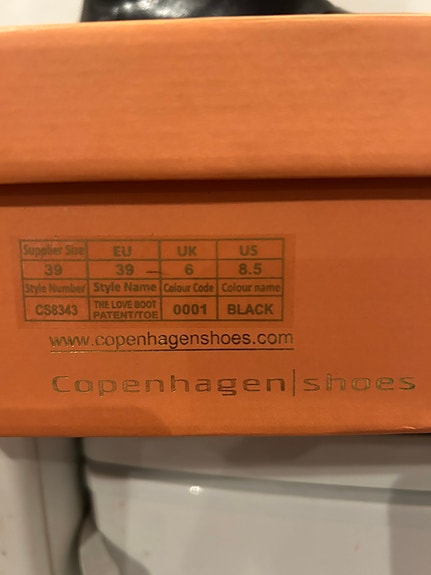 Supplier Size EU UK US
39 39 6 8.5
Style Number Style Name Colour Code Colour name
CS8343 THE LOVE BOOT PATENT/TOE 0001 BLACK
www.copenhagenshoes.com
Copenhagen|shoes